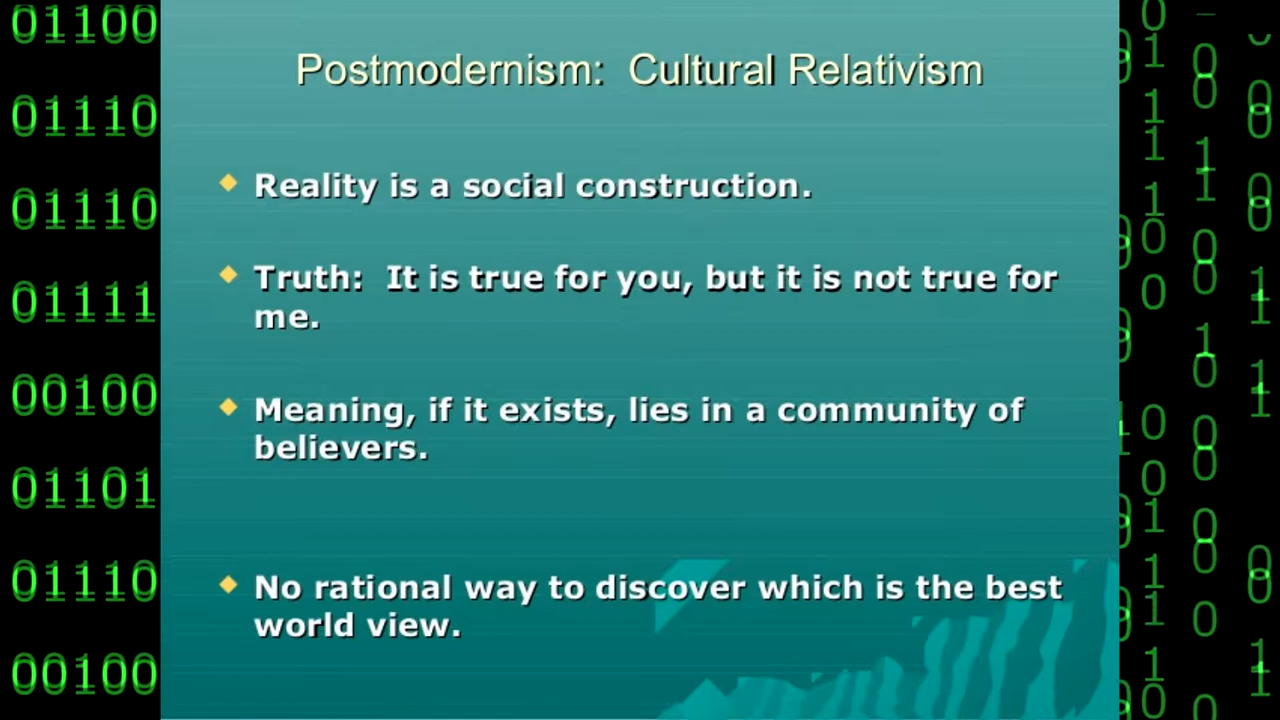 Postmodernism: Cultural Relativism
Reality is a social construction.
Truth: It is true for you, but it is not true for
me.
Meaning, if it exists, lies in a community of
believers.
No rational way to discover which is the best
world view.
01100
01110
01110
01111
00100
01101
01110
00100